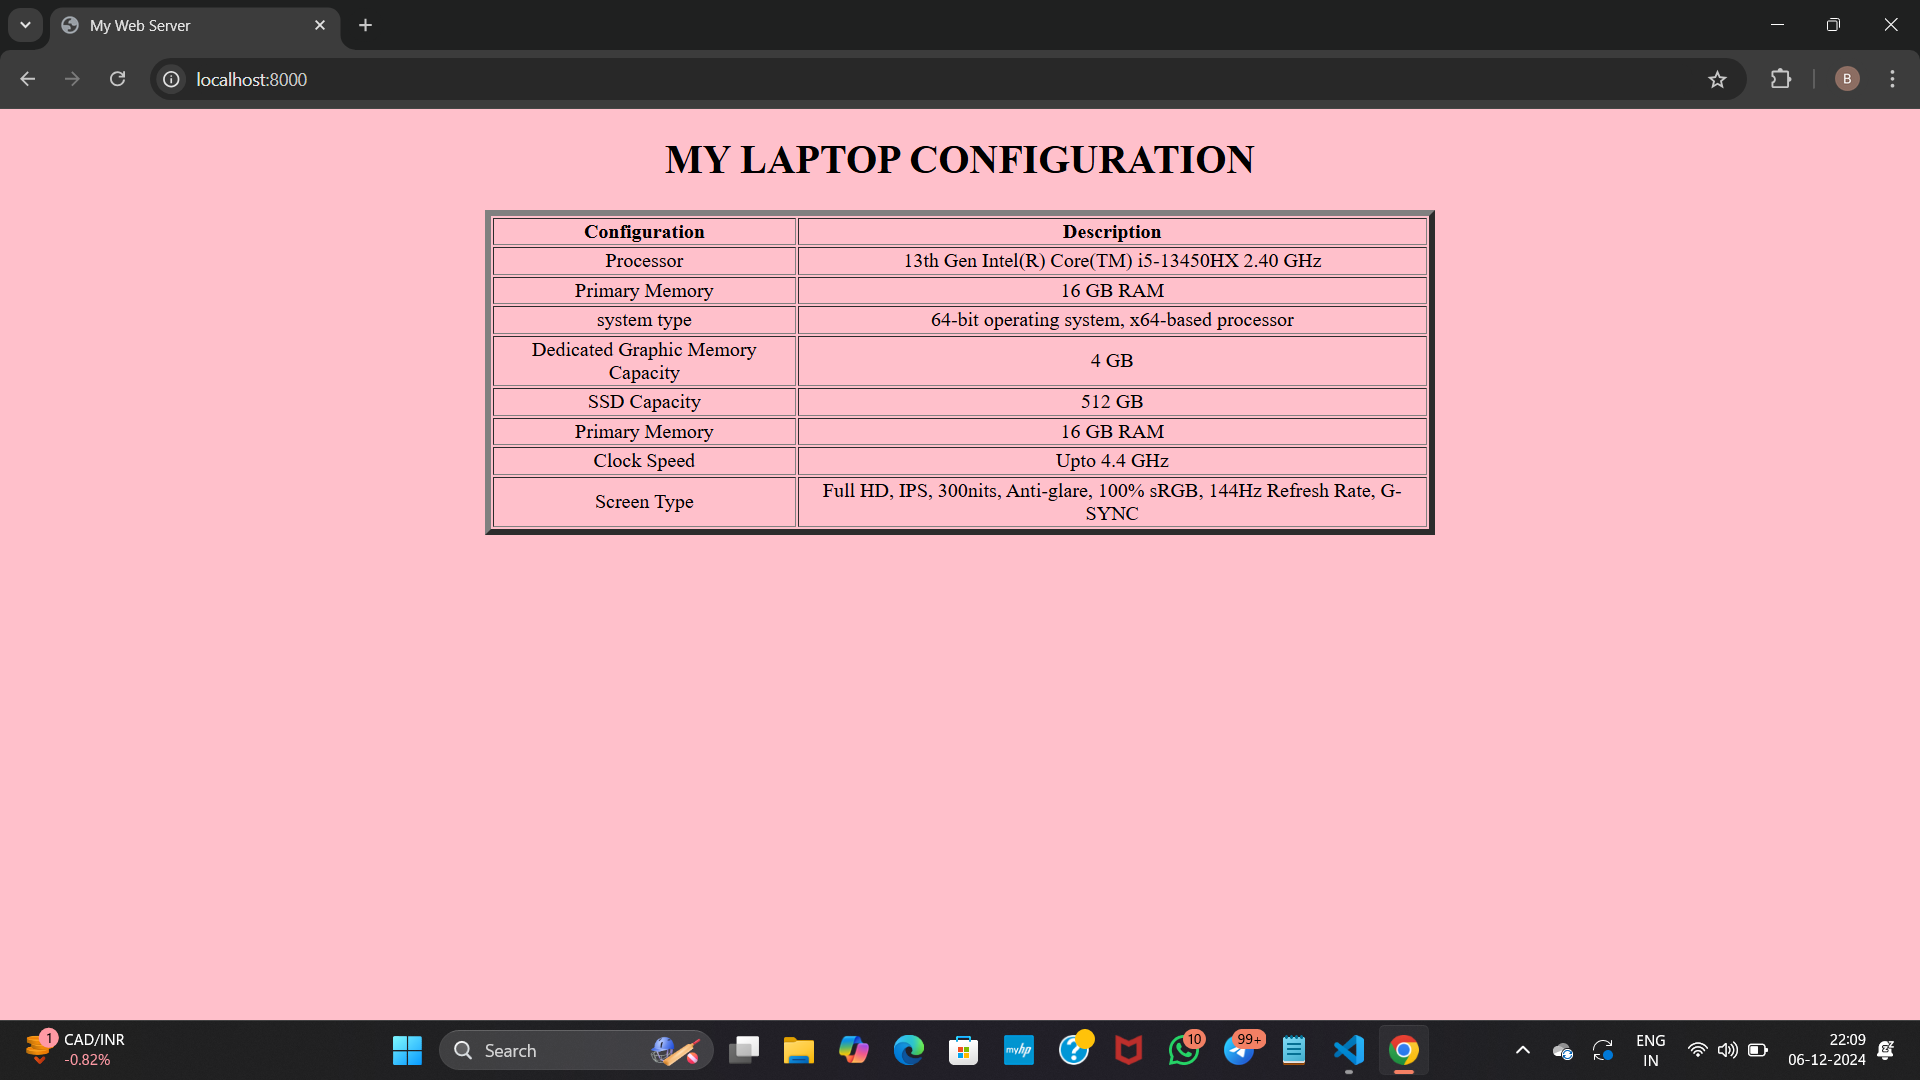 My Web Server
localhost:8000
B
MY LAPTOP CONFIGURATION
Configuration Description
Processor 13th Gen Intel(R) Core(TM) i5-13450HX 2.40 GHz
Primary Memory 16 GB RAM
system type 64-bit operating system, x64-based processor
Dedicated Graphic Memory
Capacity 4 GB
SSD Capacity 512 GB
Primary Memory 16 GB RAM
Clock Speed Upto 4.4 GHz
Screen Type Full HD, IPS, 300nits, Anti-glare, 100% sRGB, 144Hz Refresh Rate, G-
SYNC
1 CAD/INR
-0.82%
Search
myhp
10
99+
ENG
IN
22:09
06-12-2024